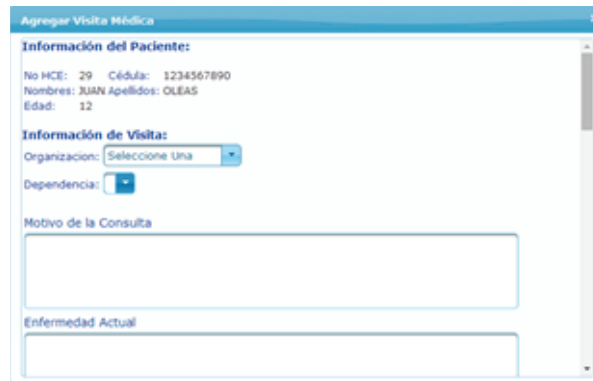 Agregar Visita Médica
Información del Paciente:
No HCE: 29 Cédula: 1234567890
Nombres: JUAN Apellidos: OLEAS
Edad: 12
Información de Visita:
Organizacion: Seleccione Una
Dependencia:
Motivo de la Consulta
Enfermedad Actual